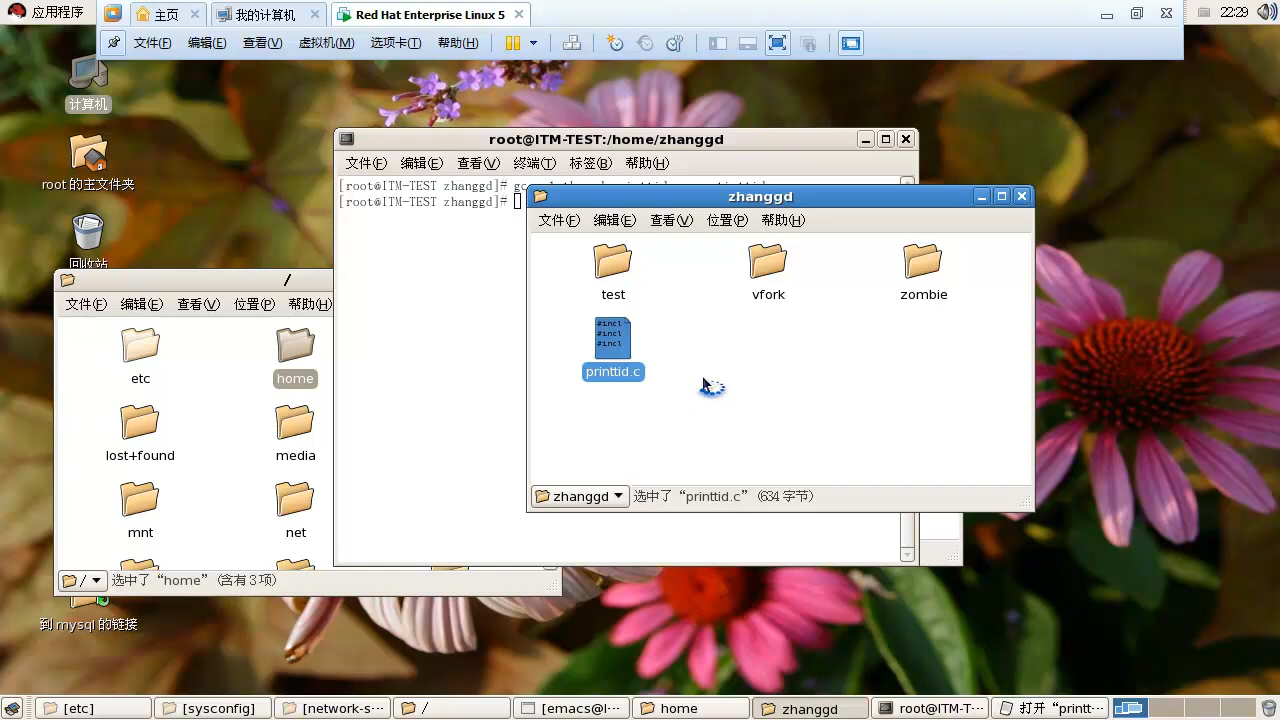 应用程序
主页
我的计算机
Red Hat Enterprise Linux 5
22:29
文件(F) 编辑(E) 查看(V) 虚拟机(M) 选项卡(T) 帮助(H)
计算机
root 的主文件夹
回收站
到 mysql 的链接
root@ITM-TEST:/home/zhanggd
文件(F) 编辑(E) 查看(V) 终端(T) 标签(B) 帮助(H)
[root@ITM-TEST zhanggd]#
[root@ITM-TEST zhanggd]#
zhanggd
文件(F) 编辑(E) 查看(V) 位置(P) 帮助(H)
test vfork zombie
#incl
#incl
#incl
printtid.c
zhanggd 选中了“printtid.c” (634 字节)
/
文件(F) 编辑(E) 查看(V) 位置(P) 帮助(H)
etc home
lost+found media
mnt net
/ 选中了“home” (含有 3 项)
[etc] [sysconfig] [network-s··· / [emacs@l··· home zhanggd root@ITM-T··· 打开“printt···